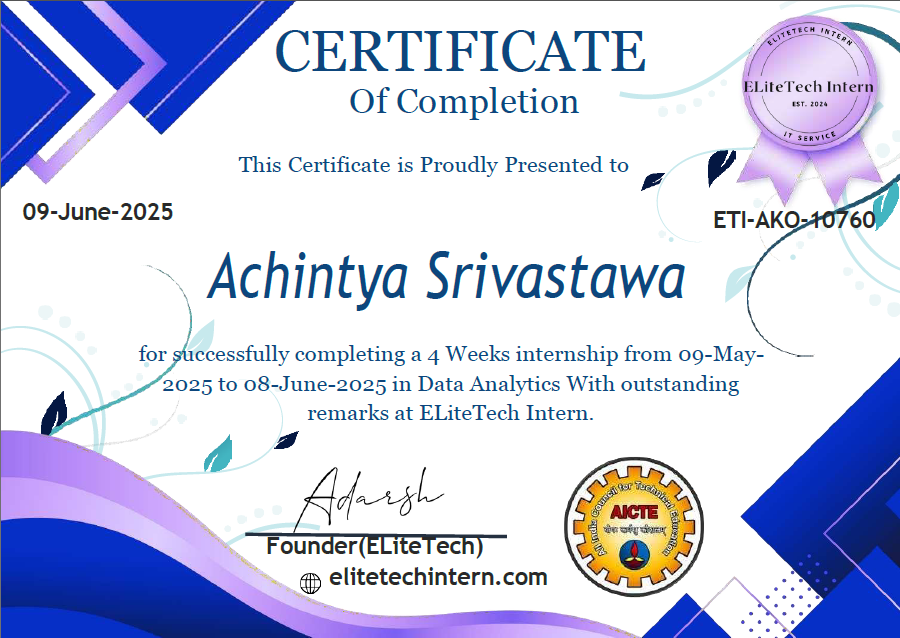 CERTIFICATE
Of Completion
ELITETECH INTERN
ELiteTech Intern
EST. 2024
IT SERVICE
This Certificate is Proudly Presented to
09-June-2025
ETI-AKO-10760
Achintya Srivastawa
for successfully completing a 4 Weeks internship from 09-May-
2025 to 08-June-2025 in Data Analytics With outstanding
remarks at ELiteTech Intern.
Adarsh
Founder(ELiteTech)
elitetechintern.com
All India Council for Technical Education
AICTE